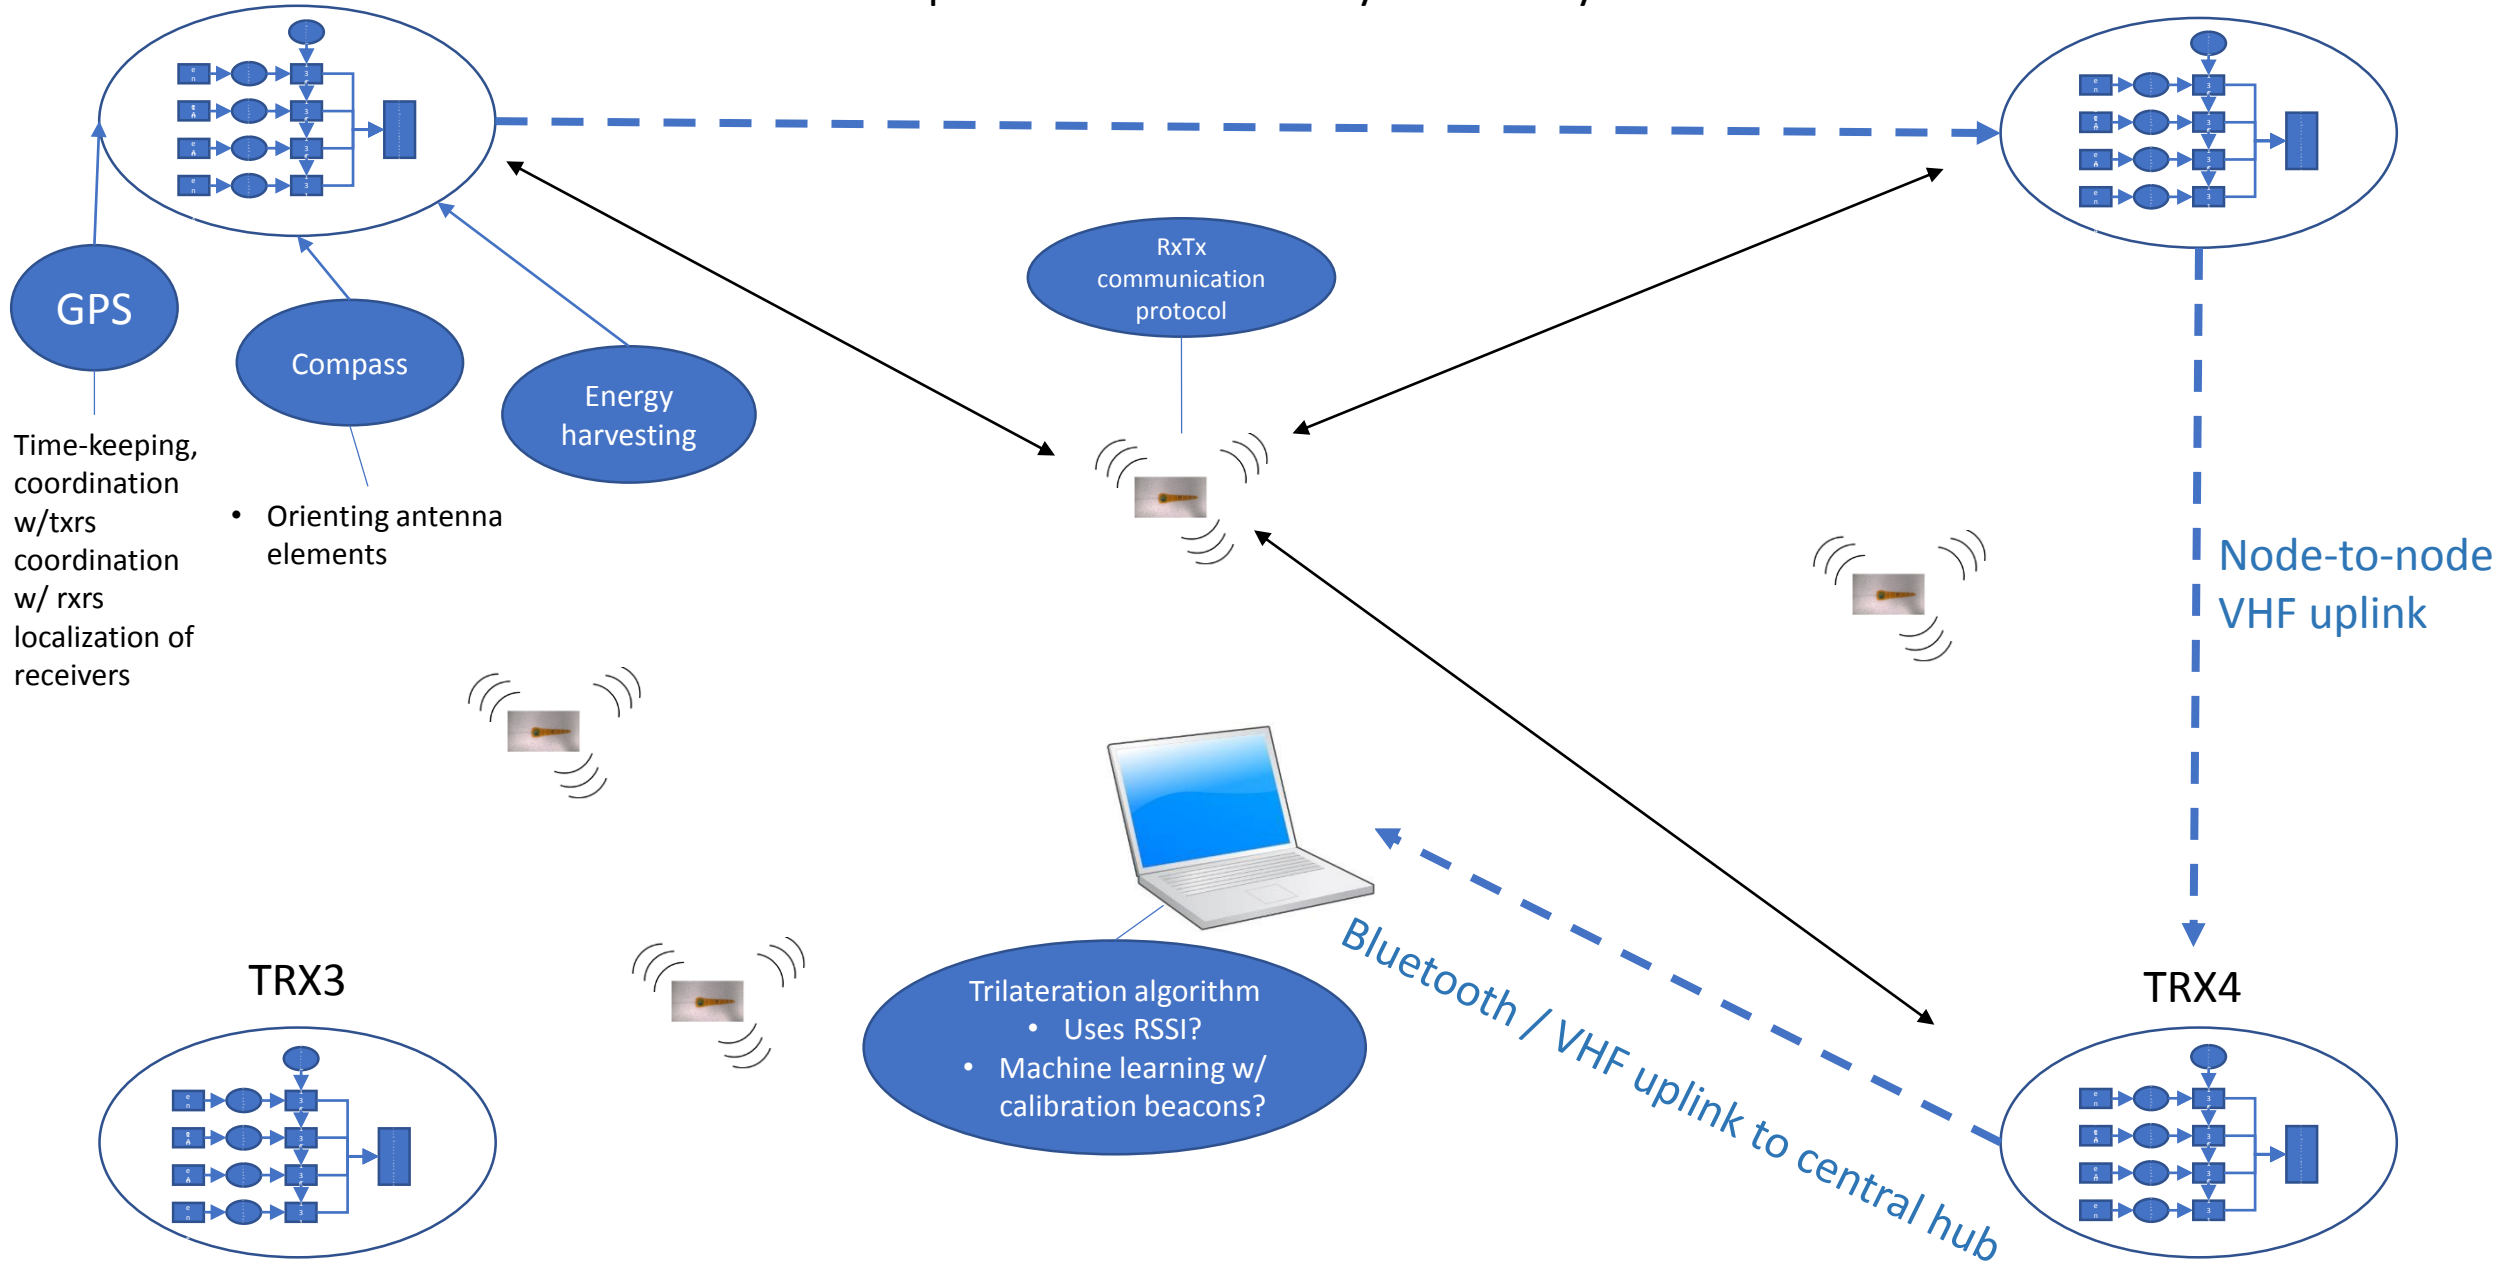 RxTx
communication
protocol
GPS
Compass
Energy
harvesting
Time-keeping,
coordination
w/txrs
coordination
w/ rxrs
localization of
receivers
• Orienting antenna
elements
Node-to-node
VHF uplink
TRX3
TRX4
Trilateration algorithm
• Uses RSSI?
• Machine learning w/
calibration beacons?
Bluetooth / VHF uplink to central hub